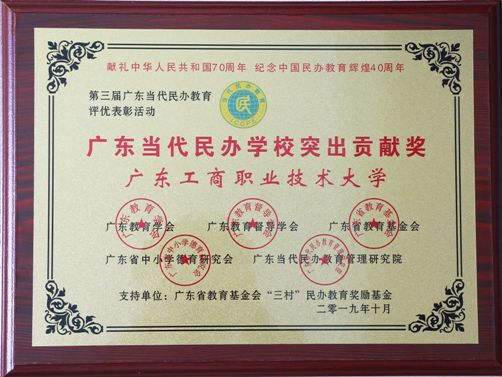 献礼中华人民共和国70周年 纪念中国民办教育辉煌40周年
第三届广东当代民办教育
评优表彰活动
广东当代民办学校突出贡献奖
广东工商职业技术大学
广东教育学会 广东教育督导学会 广东省教育基金会
广东省中小学德育研究会 广东当代民办教育管理研究院
支持单位：广东省教育基金会“三村”民办教育奖励基金
二零一九年十月